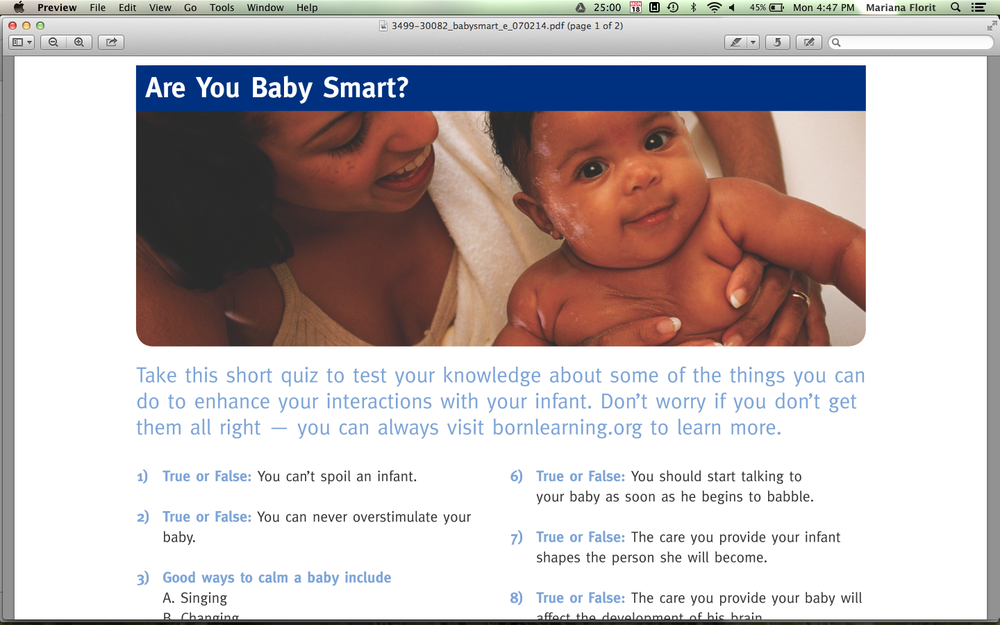 Preview File Edit View Go Tools Window Help 25:00 MON 18 45% Mon 4:47 PM Mariana Florit
3499-30082_babysmart_e_070214.pdf (page 1 of 2)
Are You Baby Smart?
Take this short quiz to test your knowledge about some of the things you can
do to enhance your interactions with your infant. Don’t worry if you don’t get
them all right — you can always visit bornlearning.org to learn more.
1) True or False: You can’t spoil an infant.
2) True or False: You can never overstimulate your
baby.
3) Good ways to calm a baby include
A. Singing
B. Changing
6) True or False: You should start talking to
your baby as soon as he begins to babble.
7) True or False: The care you provide your infant
shapes the person she will become.
8) True or False: The care you provide your baby will
affect the development of his brain